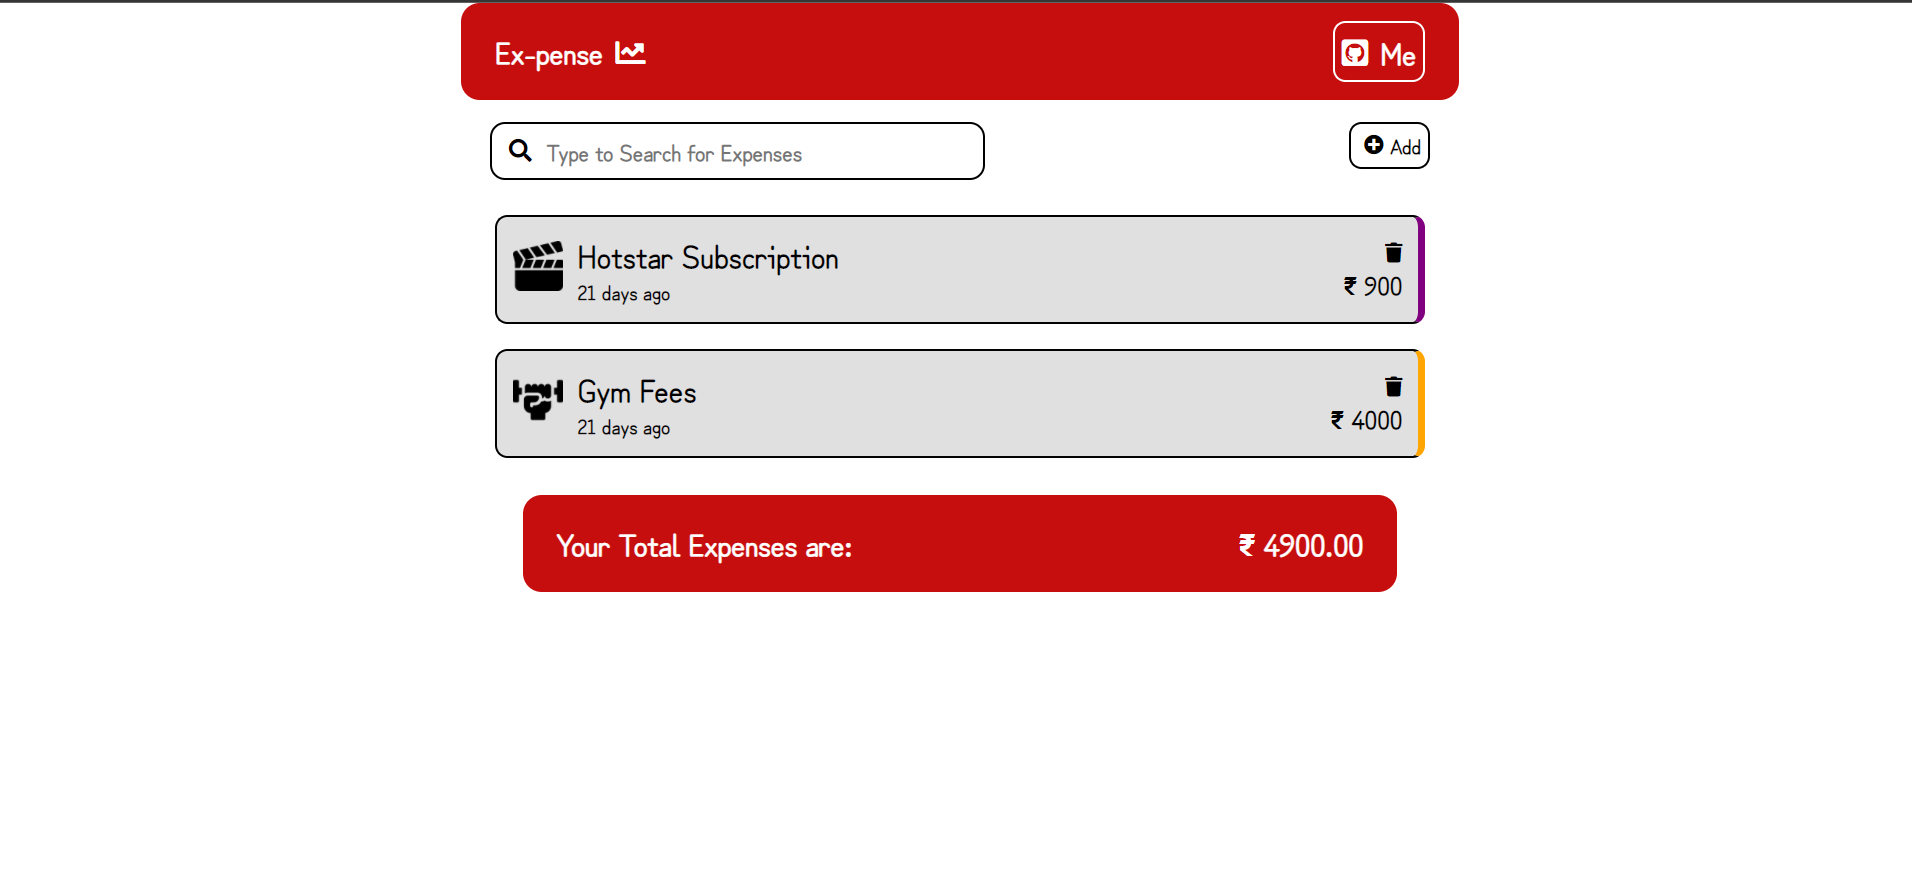 Ex-pense
Me
Type to Search for Expenses
Add
Hotstar Subscription
21 days ago
₹ 900
Gym Fees
21 days ago
₹ 4000
Your Total Expenses are:
₹ 4900.00